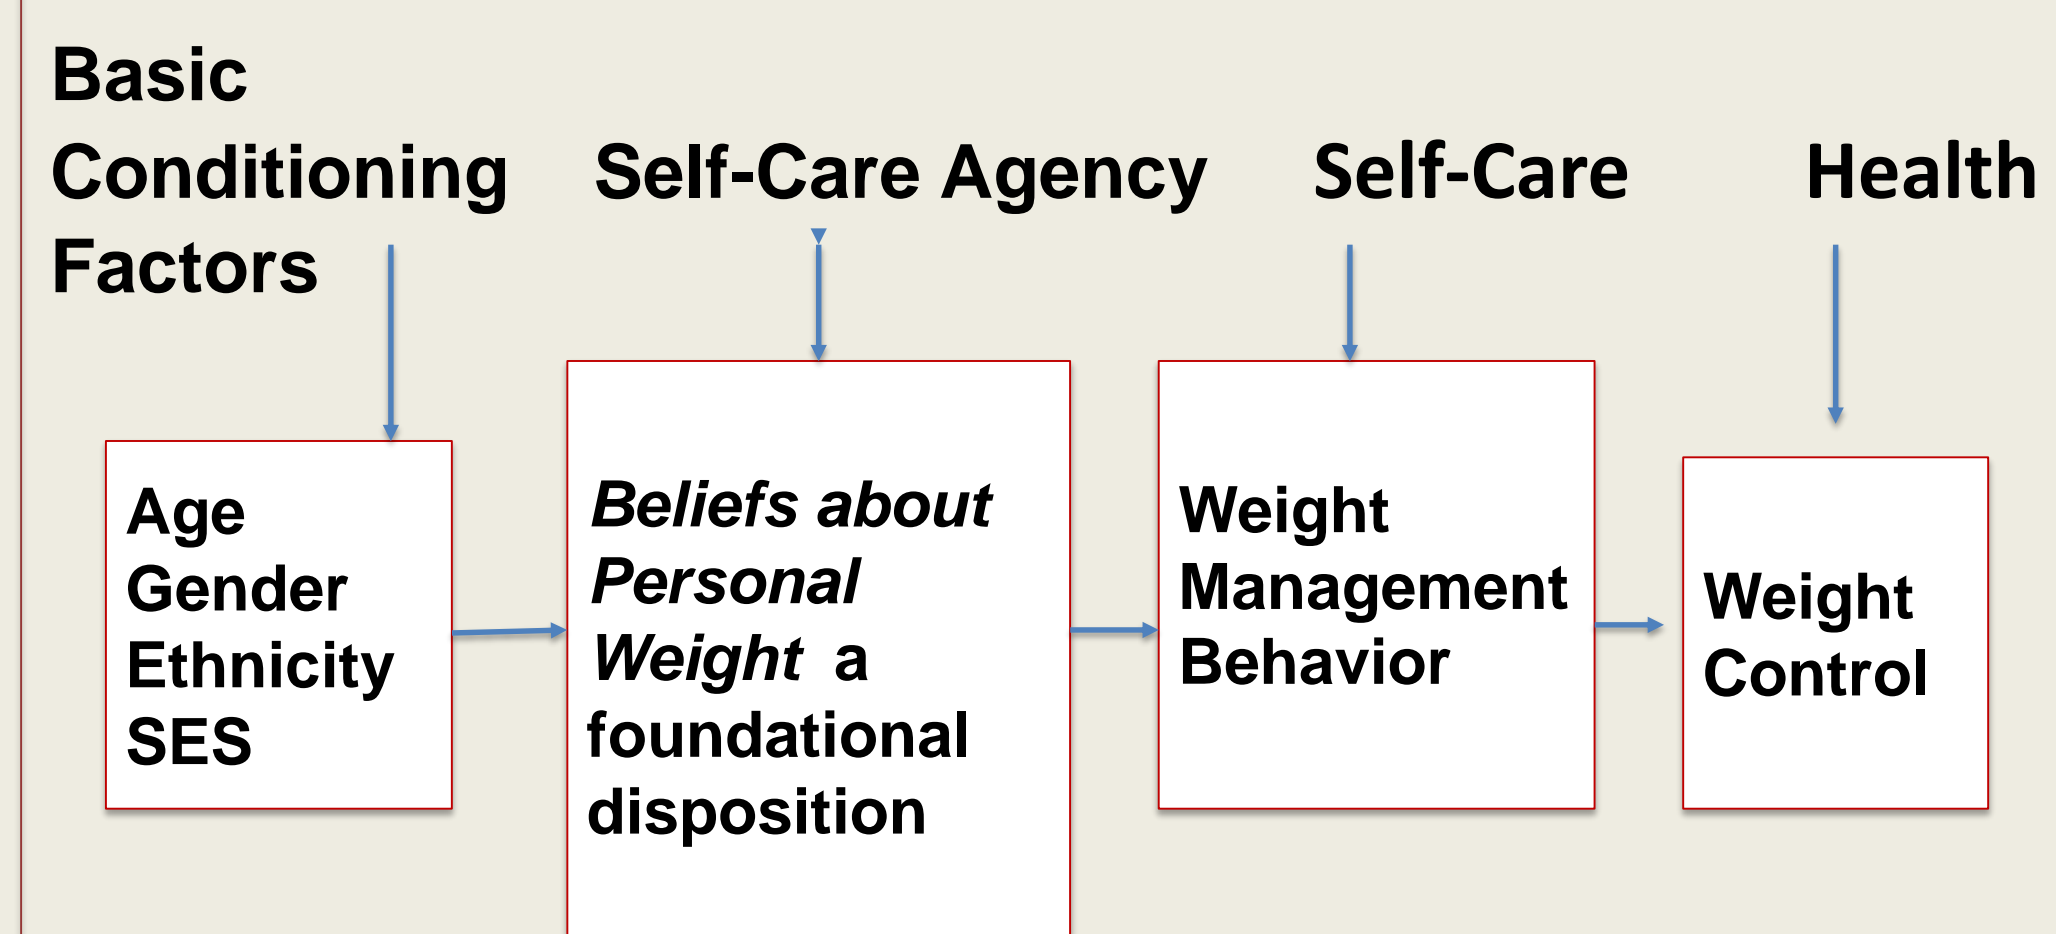 Basic
Conditioning
Factors
Self-Care Agency
Self-Care
Health
Age
Gender
Ethnicity
SES
Beliefs about
Personal
Weight a
foundational
disposition
Weight
Management
Behavior
Weight
Control